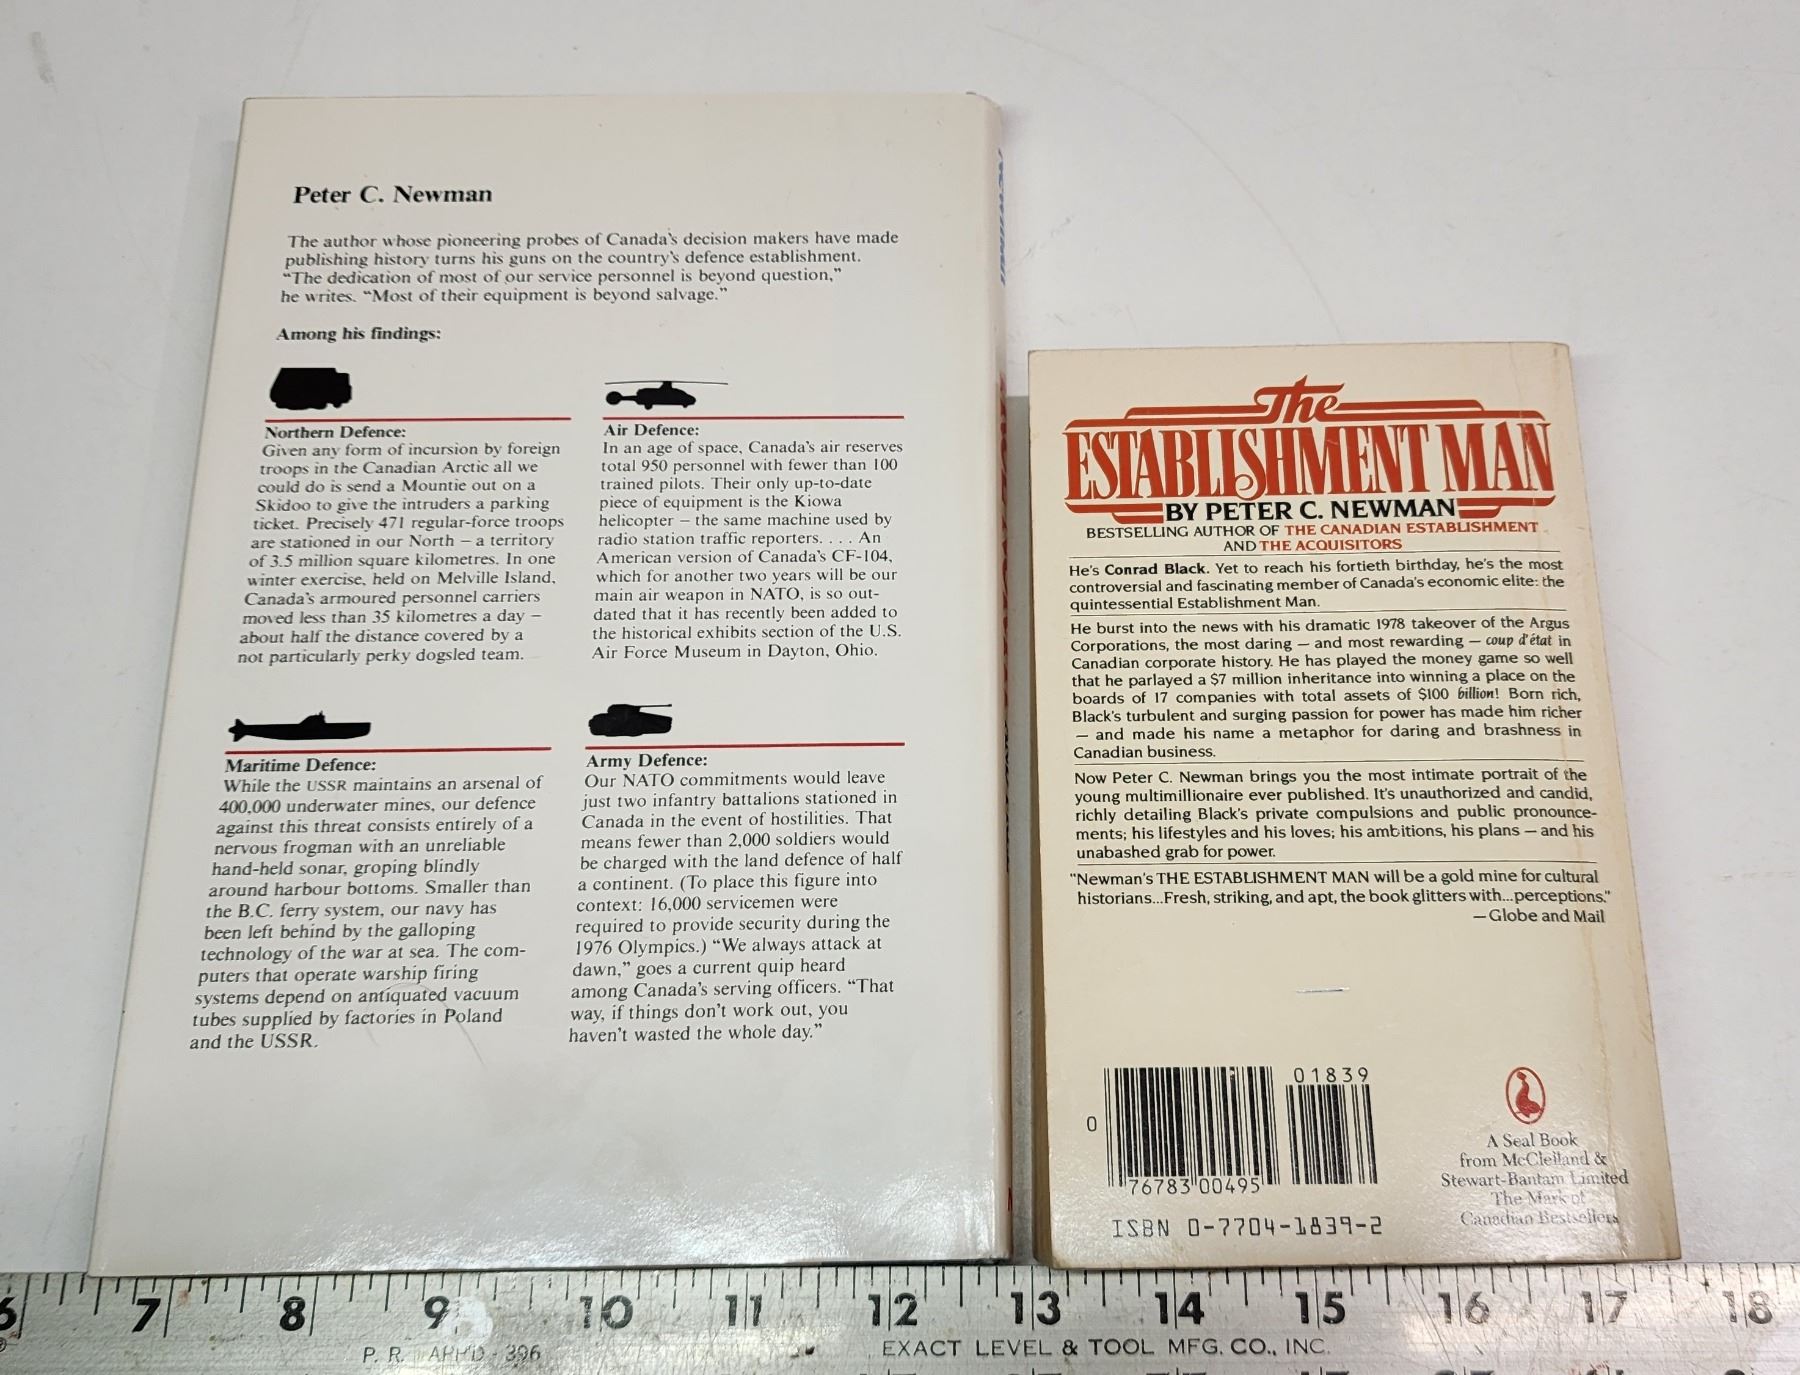 Peter C. Newman
The author whose pioneering probes of Canada's decision makers have made
publishing history turns his guns on the country's defence establishment.
“The dedication of most of our service personnel is beyond question,”
he writes. “Most of their equipment is beyond salvage.”
Among his findings:
Northern Defence:
Given any form of incursion by foreign
troops in the Canadian Arctic all we
could do is send a Mountie out on a
Skidoo to give the intruders a parking
ticket. Precisely 471 regular-force troops
are stationed in our North – a territory
of 3.5 million square kilometres. In one
winter exercise, held on Melville Island,
Canada's armoured personnel carriers
moved less than 35 kilometres a day –
about half the distance covered by a
not particularly perky dogsled team.
Air Defence:
In an age of space, Canada's air reserves
total 950 personnel with fewer than 100
trained pilots. Their only up-to-date
piece of equipment is the Kiowa
helicopter – the same machine used by
radio station traffic reporters. . . . An
American version of Canada's CF-104,
which for another two years will be our
main air weapon in NATO, is so out-
dated that it has recently been added to
the historical exhibits section of the U.S.
Air Force Museum in Dayton, Ohio.
Maritime Defence:
While the USSR maintains an arsenal of
400,000 underwater mines, our defence
against this threat consists entirely of a
nervous frogman with an unreliable
hand-held sonar, groping blindly
around harbour bottoms. Smaller than
the B.C. ferry system, our navy has
been left behind by the galloping
technology of the war at sea. The com-
puters that operate warship firing
systems depend on antiquated vacuum
tubes supplied by factories in Poland
and the USSR.
Army Defence:
Our NATO commitments would leave
just two infantry battalions stationed in
Canada in the event of hostilities. That
means fewer than 2,000 soldiers would
be charged with the land defence of half
a continent. (To place this figure into
context: 16,000 servicemen were
required to provide security during the
1976 Olympics.) “We always attack at
dawn,” goes a current quip heard
among Canada's serving officers. “That
way, if things don't work out, you
haven't wasted the whole day.”
The
ESTABLISHMENT MAN
BY PETER C. NEWMAN
BESTSELLING AUTHOR OF THE CANADIAN ESTABLISHMENT
AND THE ACQUISITORS
He's Conrad Black. Yet to reach his fortieth birthday, he's the most
controversial and fascinating member of Canada's economic elite: the
quintessential Establishment Man.
He burst into the news with his dramatic 1978 takeover of the Argus
Corporations, the most daring – and most rewarding – coup d'état in
Canadian corporate history. He has played the money game so well
that he parlayed a $7 million inheritance into winning a place on the
boards of 17 companies with total assets of $100 billion! Born rich,
Black's turbulent and surging passion for power has made him richer
– and made his name a metaphor for daring and brashness in
Canadian business.
Now Peter C. Newman brings you the most intimate portrait of the
young multimillionaire ever published. It's unauthorized and candid,
richly detailing Black's private compulsions and public pronounce-
ments; his lifestyles and his loves; his ambitions, his plans – and his
unabashed grab for power.
"Newman's THE ESTABLISHMENT MAN will be a gold mine for cultural
historians...Fresh, striking, and apt, the book glitters with...perceptions."
—Globe and Mail
01839
0
76783 00495
ISBN 0-7704-1839-2
A Seal Book
from McClelland &
Stewart-Bantam Limited
The Mark of
Canadian Bestsellers
6 7 8 9 10 11 12 13 14 15 16 17 18
P. R. 396
EXACT LEVEL & TOOL MFG. CO., INC.